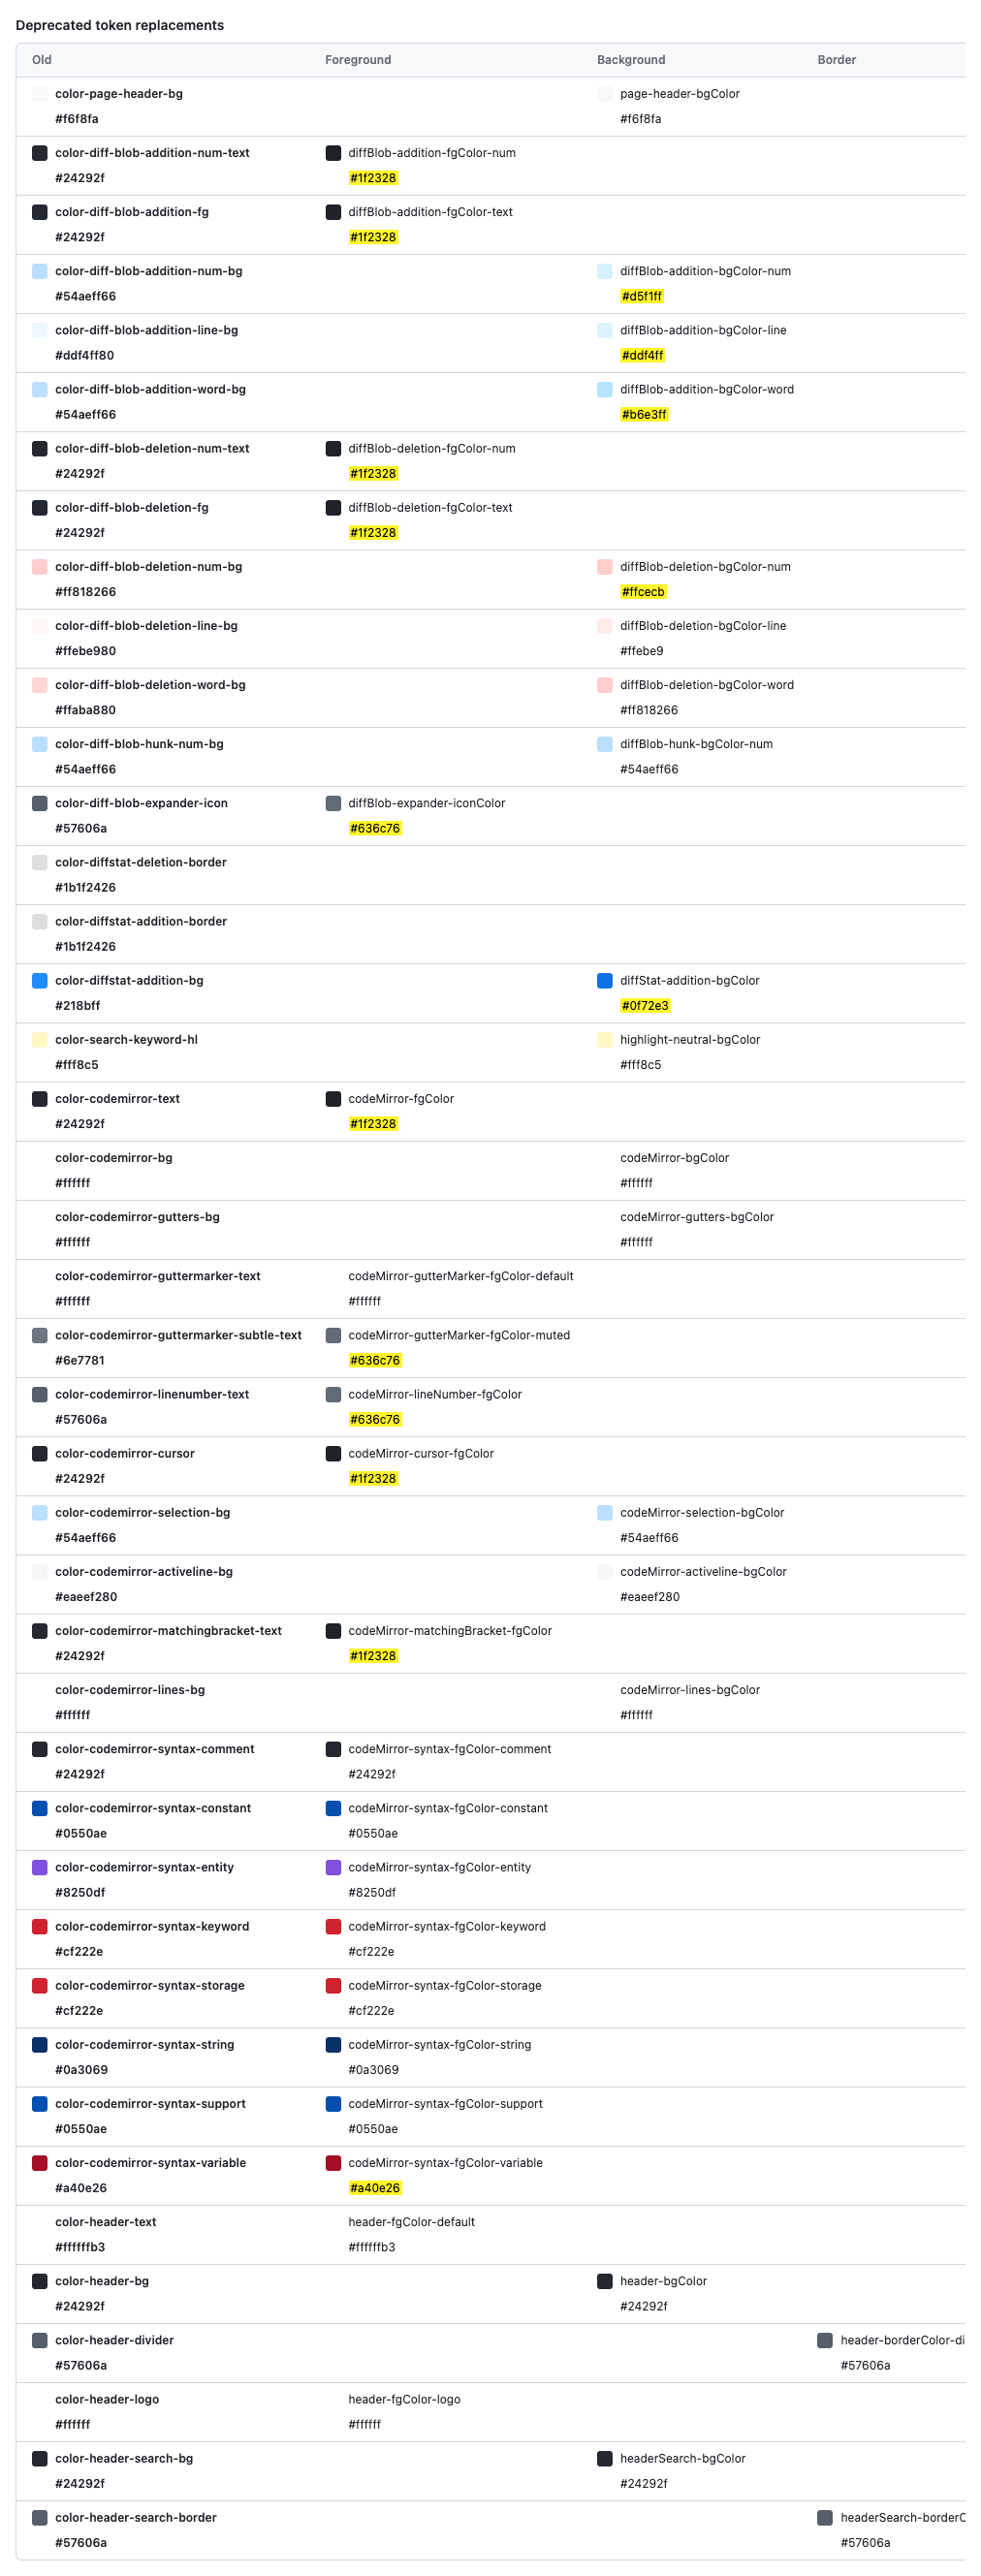 Deprecated token replacements
Old Foreground Background Border
color-page-header-bg page-header-bgColor
#f6f8fa #f6f8fa
color-diff-blob-addition-num-text diffBlob-addition-fgColor-num
#24292f #1f2328
color-diff-blob-addition-fg diffBlob-addition-fgColor-text
#24292f #1f2328
color-diff-blob-addition-num-bg diffBlob-addition-bgColor-num
#54aeff66 #d5f1ff
color-diff-blob-addition-line-bg diffBlob-addition-bgColor-line
#ddf4ff80 #ddf4ff
color-diff-blob-addition-word-bg diffBlob-addition-bgColor-word
#54aeff66 #b6e3ff
color-diff-blob-deletion-num-text diffBlob-deletion-fgColor-num
#24292f #1f2328
color-diff-blob-deletion-fg diffBlob-deletion-fgColor-text
#24292f #1f2328
color-diff-blob-deletion-num-bg diffBlob-deletion-bgColor-num
#ff818266 #ffcecb
color-diff-blob-deletion-line-bg diffBlob-deletion-bgColor-line
#ffebe980 #ffebe9
color-diff-blob-deletion-word-bg diffBlob-deletion-bgColor-word
#ffaba880 #ff818266
color-diff-blob-hunk-num-bg diffBlob-hunk-bgColor-num
#54aeff66 #54aeff66
color-diff-blob-expander-icon diffBlob-expander-iconColor
#57606a #636c76
color-diffstat-deletion-border
#1b1f2426
color-diffstat-addition-border
#1b1f2426
color-diffstat-addition-bg diffStat-addition-bgColor
#218bff #0f72e3
color-search-keyword-hl highlight-neutral-bgColor
#fff8c5 #fff8c5
color-codemirror-text codeMirror-fgColor
#24292f #1f2328
color-codemirror-bg codeMirror-bgColor
#ffffff #ffffff
color-codemirror-gutters-bg codeMirror-gutters-bgColor
#ffffff #ffffff
color-codemirror-guttermarker-text codeMirror-gutterMarker-fgColor-default
#ffffff #ffffff
color-codemirror-guttermarker-subtle-text codeMirror-gutterMarker-fgColor-muted
#6e7781 #636c76
color-codemirror-linenumber-text codeMirror-lineNumber-fgColor
#57606a #636c76
color-codemirror-cursor codeMirror-cursor-fgColor
#24292f #1f2328
color-codemirror-selection-bg codeMirror-selection-bgColor
#54aeff66 #54aeff66
color-codemirror-activeline-bg codeMirror-activeline-bgColor
#eaeef280 #eaeef280
color-codemirror-matchingbracket-text codeMirror-matchingBracket-fgColor
#24292f #1f2328
color-codemirror-lines-bg codeMirror-lines-bgColor
#ffffff #ffffff
color-codemirror-syntax-comment codeMirror-syntax-fgColor-comment
#24292f #24292f
color-codemirror-syntax-constant codeMirror-syntax-fgColor-constant
#0550ae #0550ae
color-codemirror-syntax-entity codeMirror-syntax-fgColor-entity
#8250df #8250df
color-codemirror-syntax-keyword codeMirror-syntax-fgColor-keyword
#cf222e #cf222e
color-codemirror-syntax-storage codeMirror-syntax-fgColor-storage
#cf222e #cf222e
color-codemirror-syntax-string codeMirror-syntax-fgColor-string
#0a3069 #0a3069
color-codemirror-syntax-support codeMirror-syntax-fgColor-support
#0550ae #0550ae
color-codemirror-syntax-variable codeMirror-syntax-fgColor-variable
#a40e26 #a40e26
color-header-text header-fgColor-default
#ffffffb3 #ffffffb3
color-header-bg header-bgColor
#24292f #24292f
color-header-divider header-borderColor-di
#57606a #57606a
color-header-logo header-fgColor-logo
#ffffff #ffffff
color-header-search-bg headerSearch-bgColor
#24292f #24292f
color-header-search-border headerSearch-borderC
#57606a #57606a